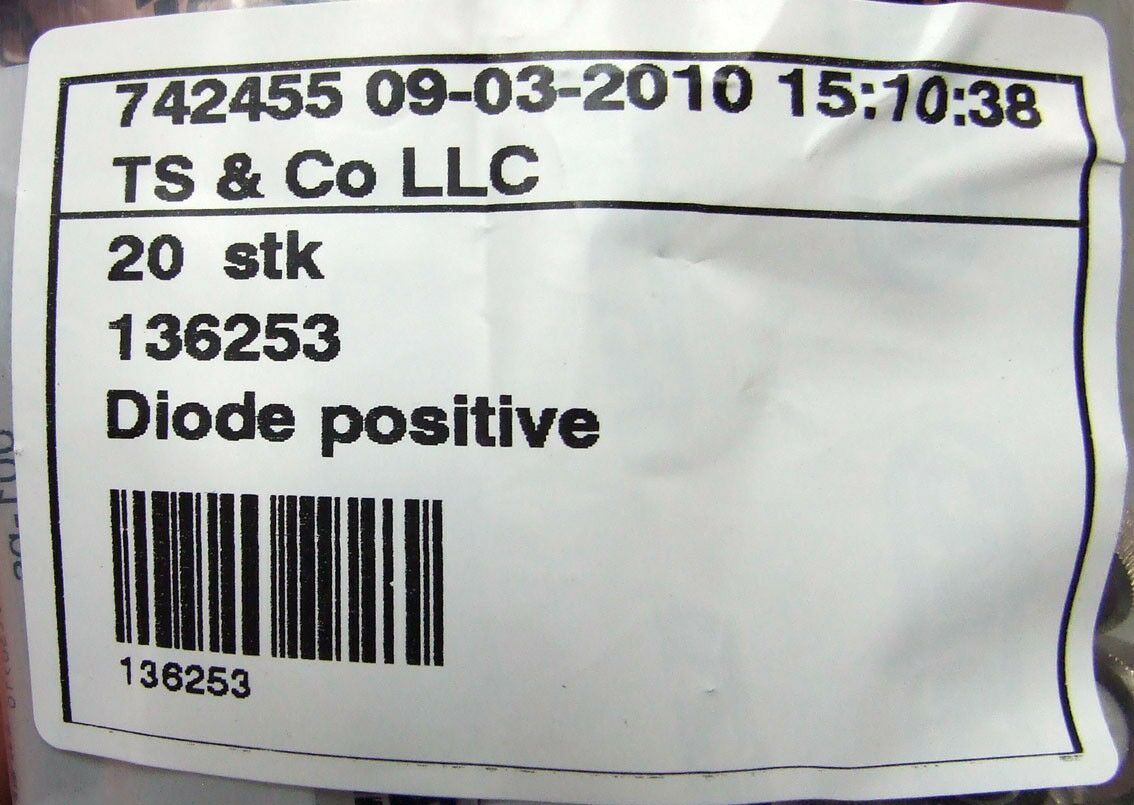 742455 09-03-2010 15:10:38
TS & Co LLC
20 stk
136253
Diode positive
136253